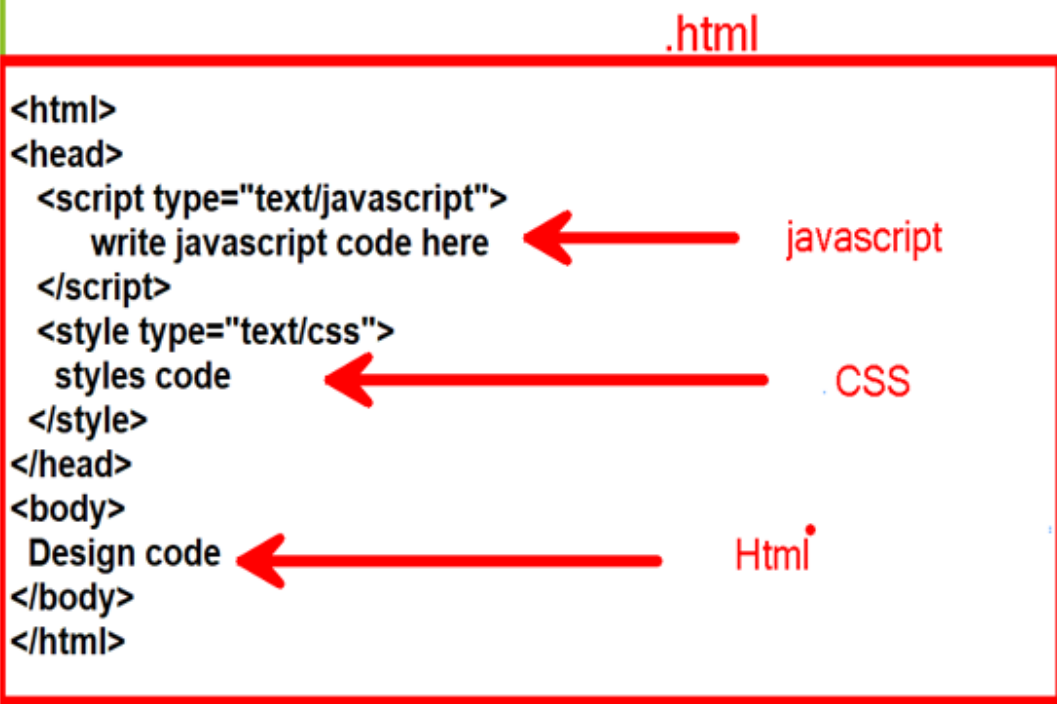 .html
<html>
<head>
<script type="text/javascript">
write javascript code here
javascript
</script>
<style type="text/css">
styles code
CSS
</style>
</head>
<body>
Design code
Html
</body>
</html>